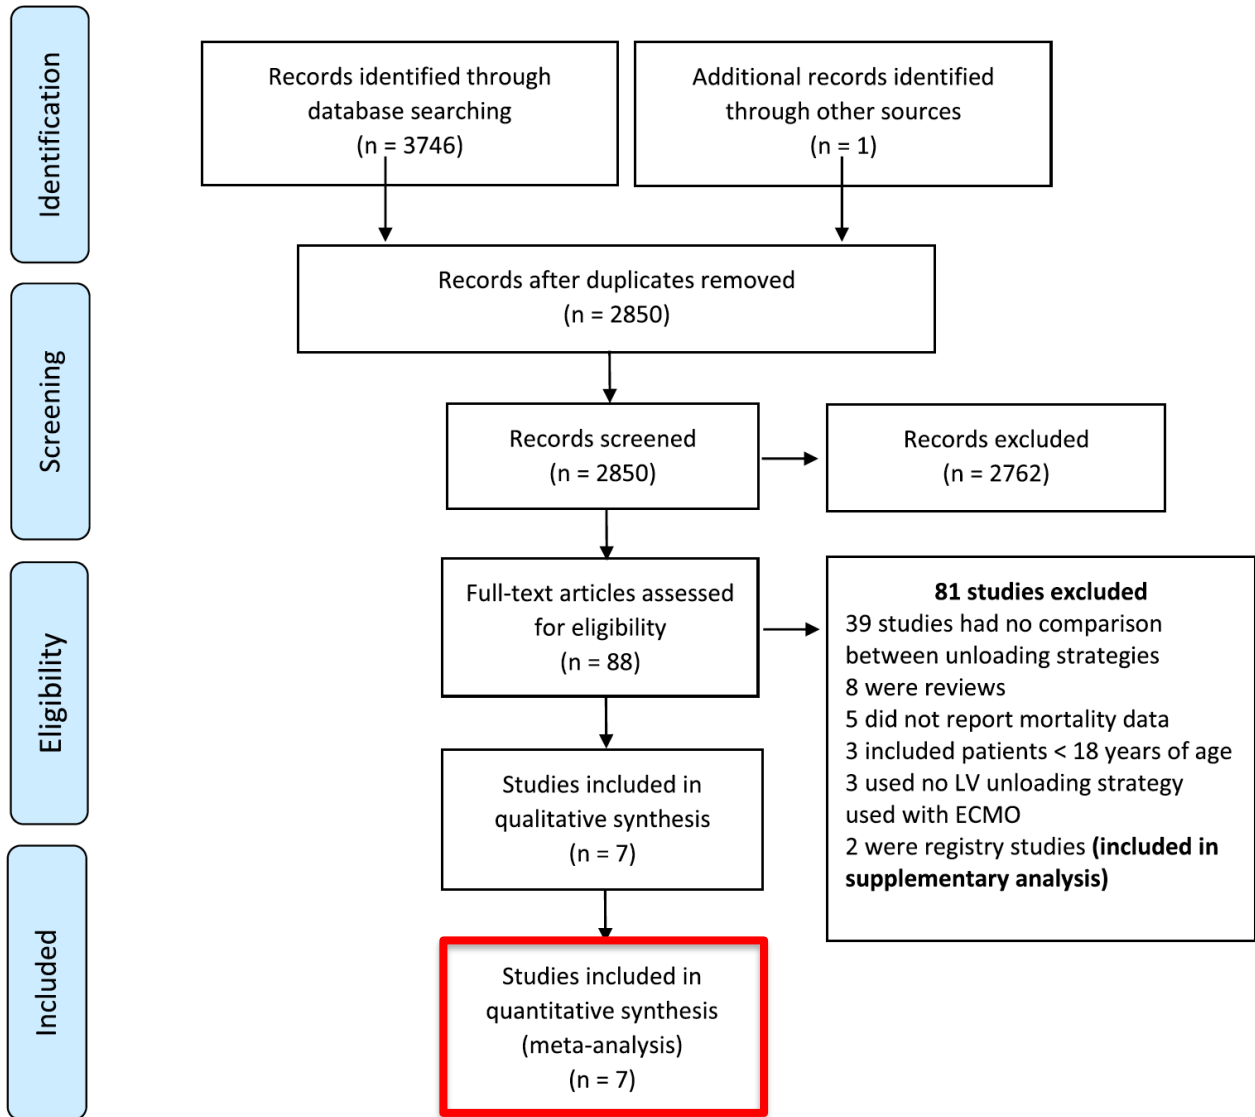 Identification
Records identified through
database searching
(n = 3746)
Additional records identified
through other sources
(n = 1)
Records after duplicates removed
(n = 2850)
Screening
Records screened
(n = 2850)
Records excluded
(n = 2762)
Eligibility
Full-text articles assessed
for eligibility
(n = 88)
81 studies excluded
39 studies had no comparison
between unloading strategies
8 were reviews
5 did not report mortality data
3 included patients < 18 years of age
3 used no LV unloading strategy
used with ECMO
2 were registry studies (included in
supplementary analysis)
Studies included in
qualitative synthesis
(n = 7)
Included
Studies included in
quantitative synthesis
(meta-analysis)
(n = 7)